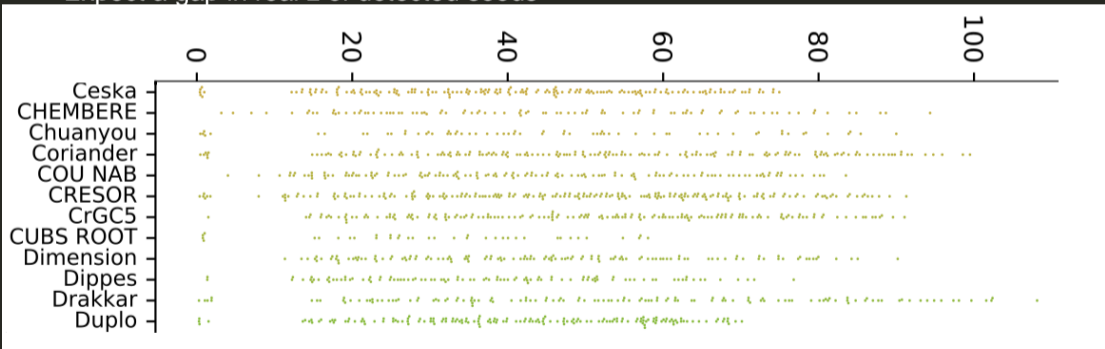 0 20 40 60 80 100
Ceska
CHEMBERE
Chuanyou
Coriander
COU NAB
CRESOR
CrGC5
CUBS ROOT
Dimension
Dippes
Drakkar
Duplo